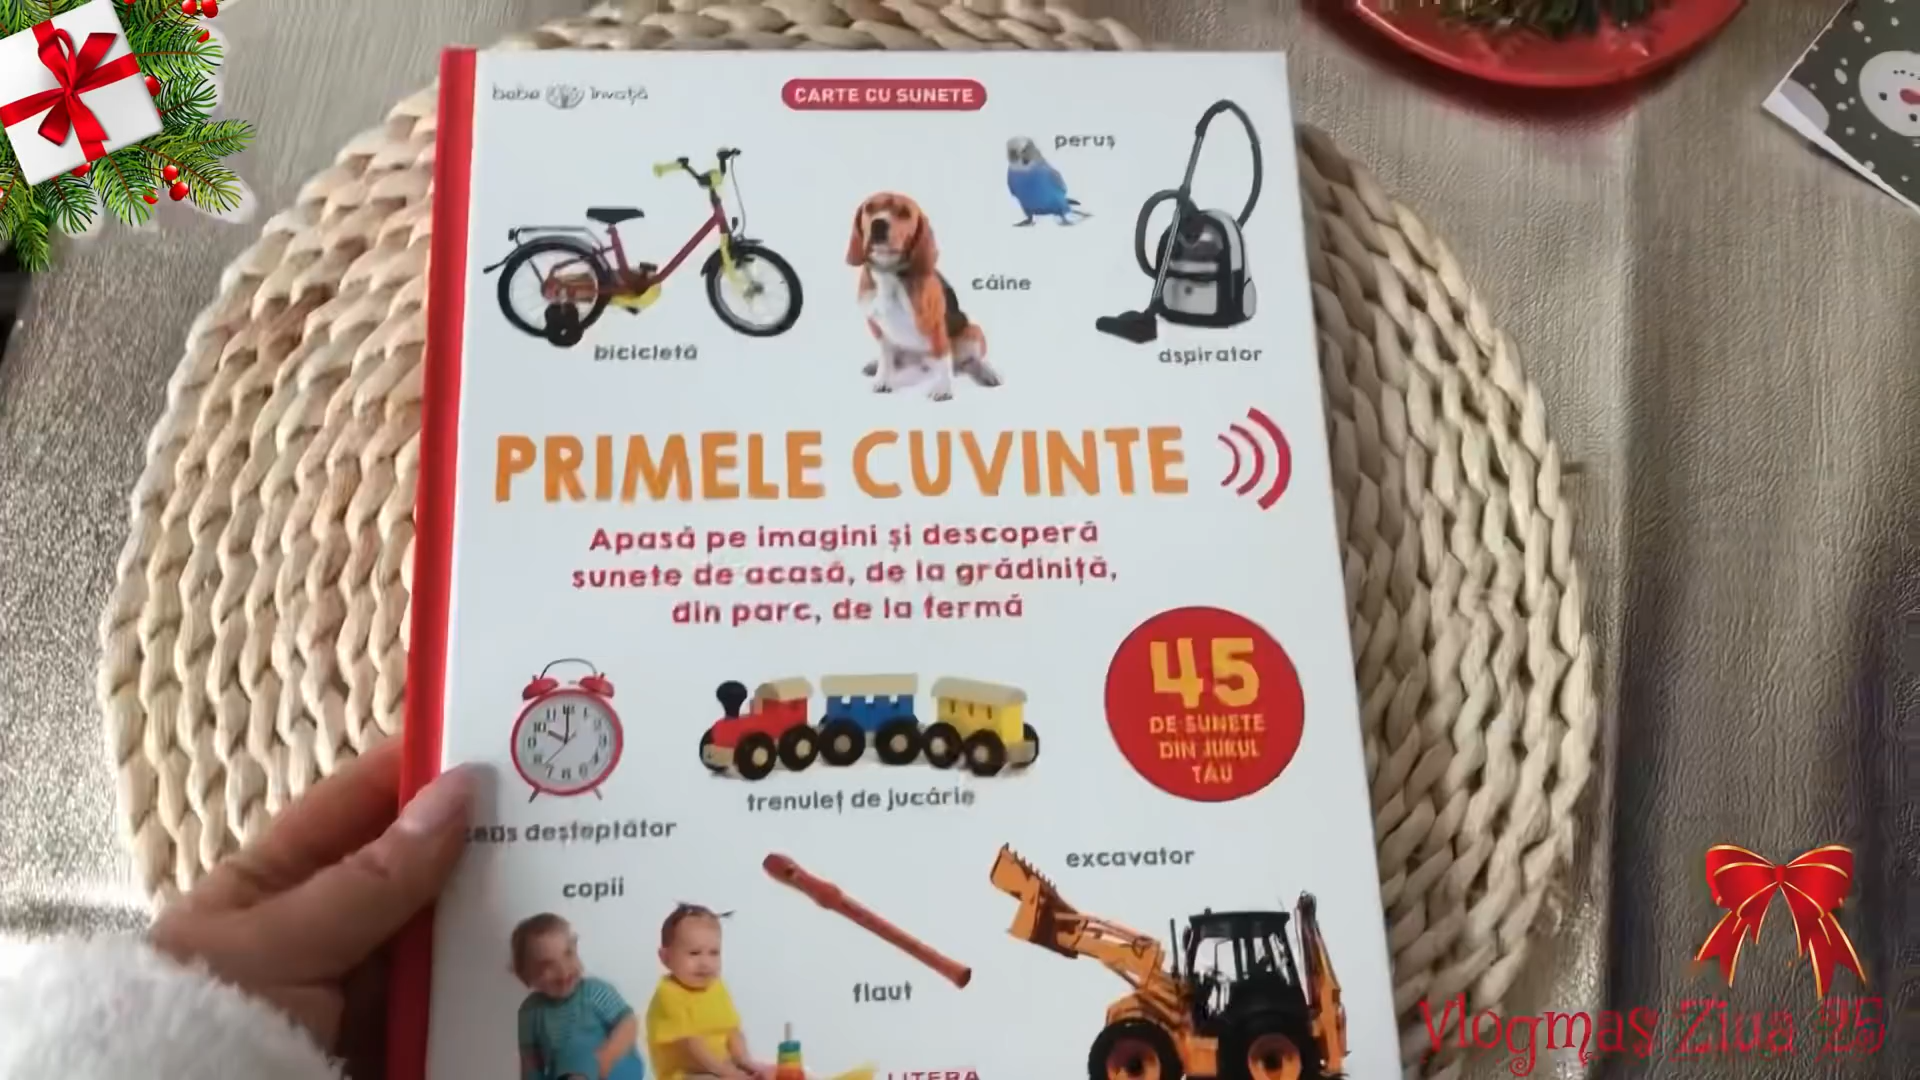 bebe învață
CARTE CU SUNETE
peruș
câine
bicicletă
aspirator
PRIMELE CUVINTE
Apasă pe imagini și descoperă
sunete de acasă, de la grădiniță,
din parc, de la fermă
45
DE SUNETE
DIN JURUL
TĂU
trenuleț de jucărie
deșteptător
excavator
copii
flaut
LITERA
Vlogmas Ziua 25